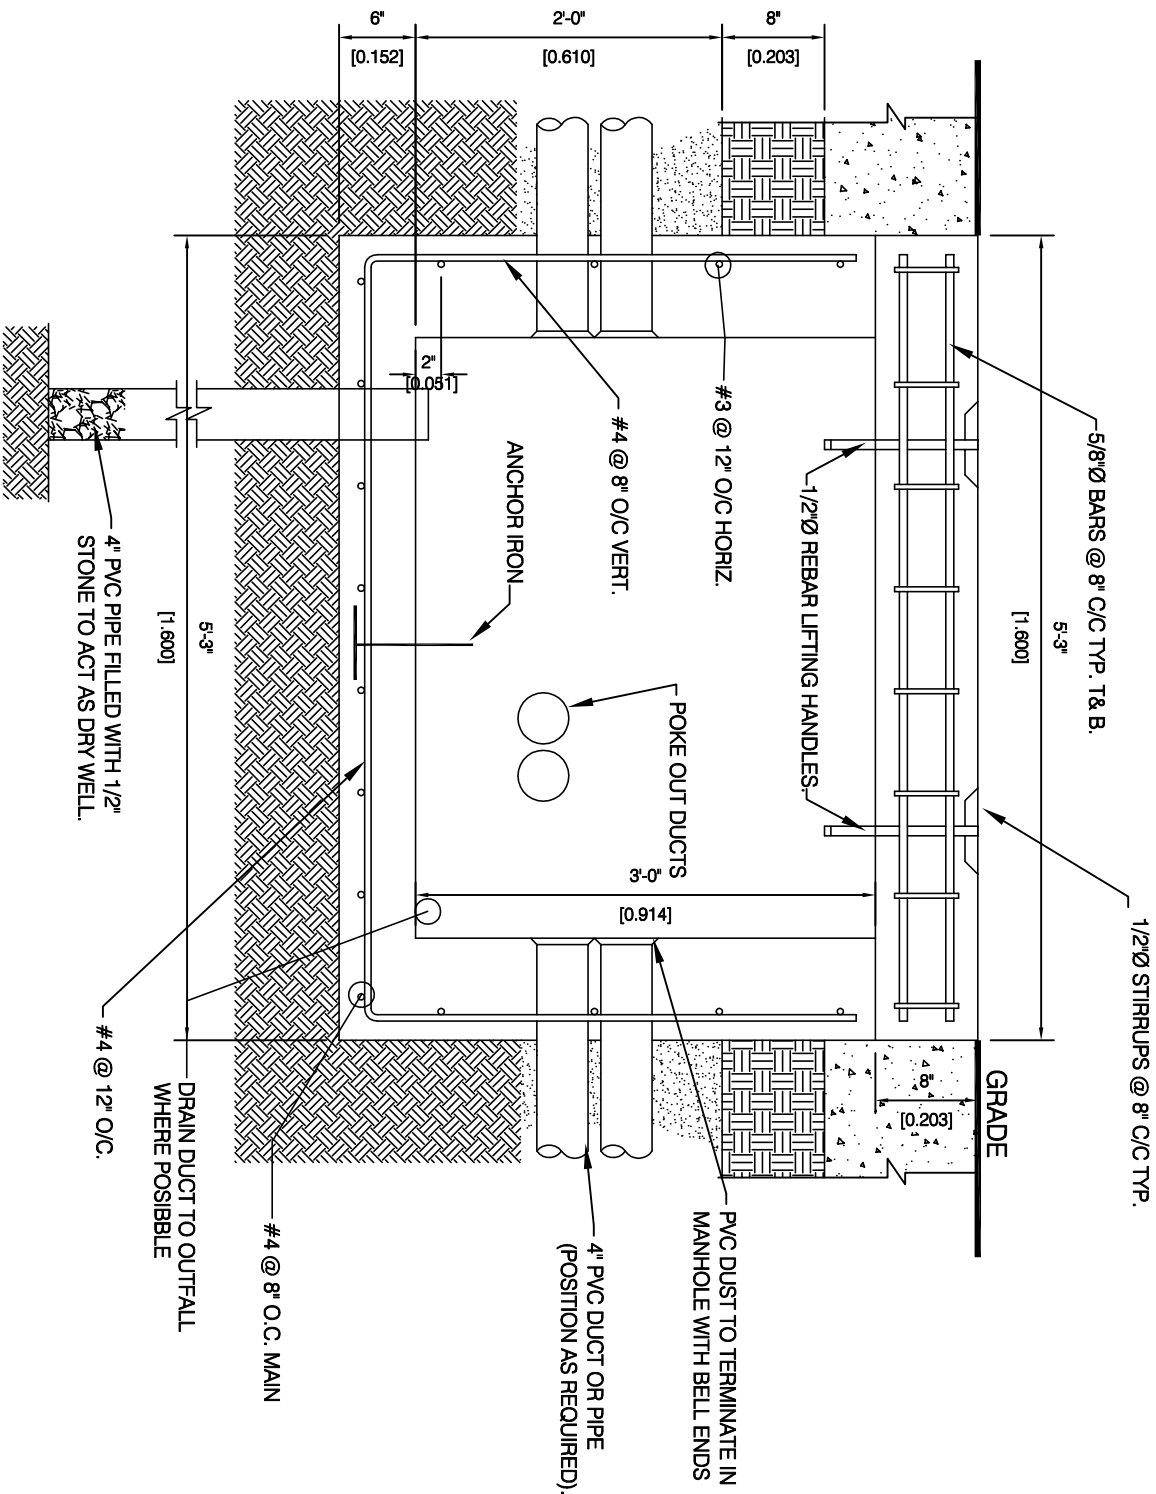 6"
[0.152]
2'-0"
[0.610]
8"
[0.203]
5/8"Ø BARS @ 8" C/C TYP. T& B.
5'-3"
[1.600]
1/2"Ø STIRRUPS @ 8" C/C TYP.
GRADE
8"
[0.203]
1/2"Ø REBAR LIFTING HANDLES.
#3 @ 12" O/C HORIZ.
#4 @ 8" O/C VERT.
2"
[0.051]
ANCHOR IRON
POKE OUT DUCTS
3'-0"
[0.914]
PVC DUST TO TERMINATE IN
MANHOLE WITH BELL ENDS
4" PVC DUCT OR PIPE
(POSITION AS REQUIRED).
#4 @ 8" O.C. MAIN
DRAIN DUCT TO OUTFALL
WHERE POSIBBLE
#4 @ 12" O/C.
5'-3"
[1.600]
4" PVC PIPE FILLED WITH 1/2"
STONE TO ACT AS DRY WELL.